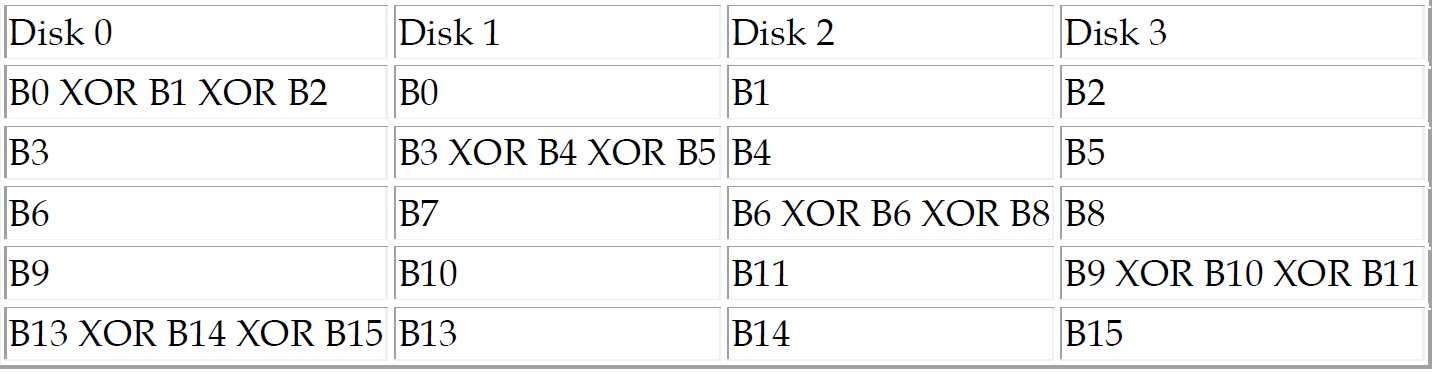 Disk 0 Disk 1 Disk 2 Disk 3
B0 XOR B1 XOR B2 B0 B1 B2
B3 B3 XOR B4 XOR B5 B4 B5
B6 B7 B6 XOR B6 XOR B8 B8
B9 B10 B11 B9 XOR B10 XOR B11
B13 XOR B14 XOR B15 B13 B14 B15